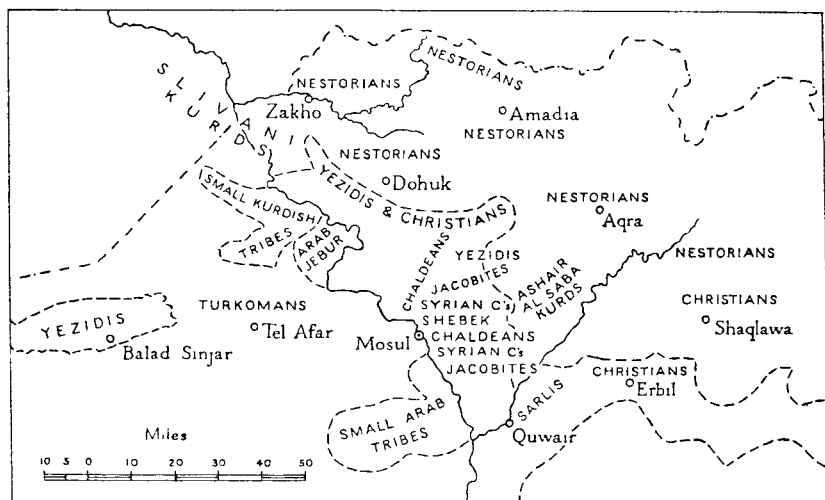 NESTORIANS
NESTORIANS
SLIVANI
KURDS
Zakho
Amadia
NESTORIANS
NESTORIANS
Dohuk
YEZIDIS & CHRISTIANS
SMALL KURDISH
TRIBES
ARAB
JEBUR
NESTORIANS
Aqra
CHALDEANS
YEZIDIS
JACOBITES
NESTORIANS
ASHAIR
AL SABA
KURDS
SYRIAN C's
SHEBEK
CHALDEANS
SYRIAN C's
JACOBITES
TURKOMANS
Tel Afar
Mosul
YEZIDIS
Balad Sinjar
CHRISTIANS
Shaqlawa
CHRISTIANS
Erbil
SARLIS
Quwair
SMALL ARAB
TRIBES
Miles
10 5 0 10 20 30 40 50